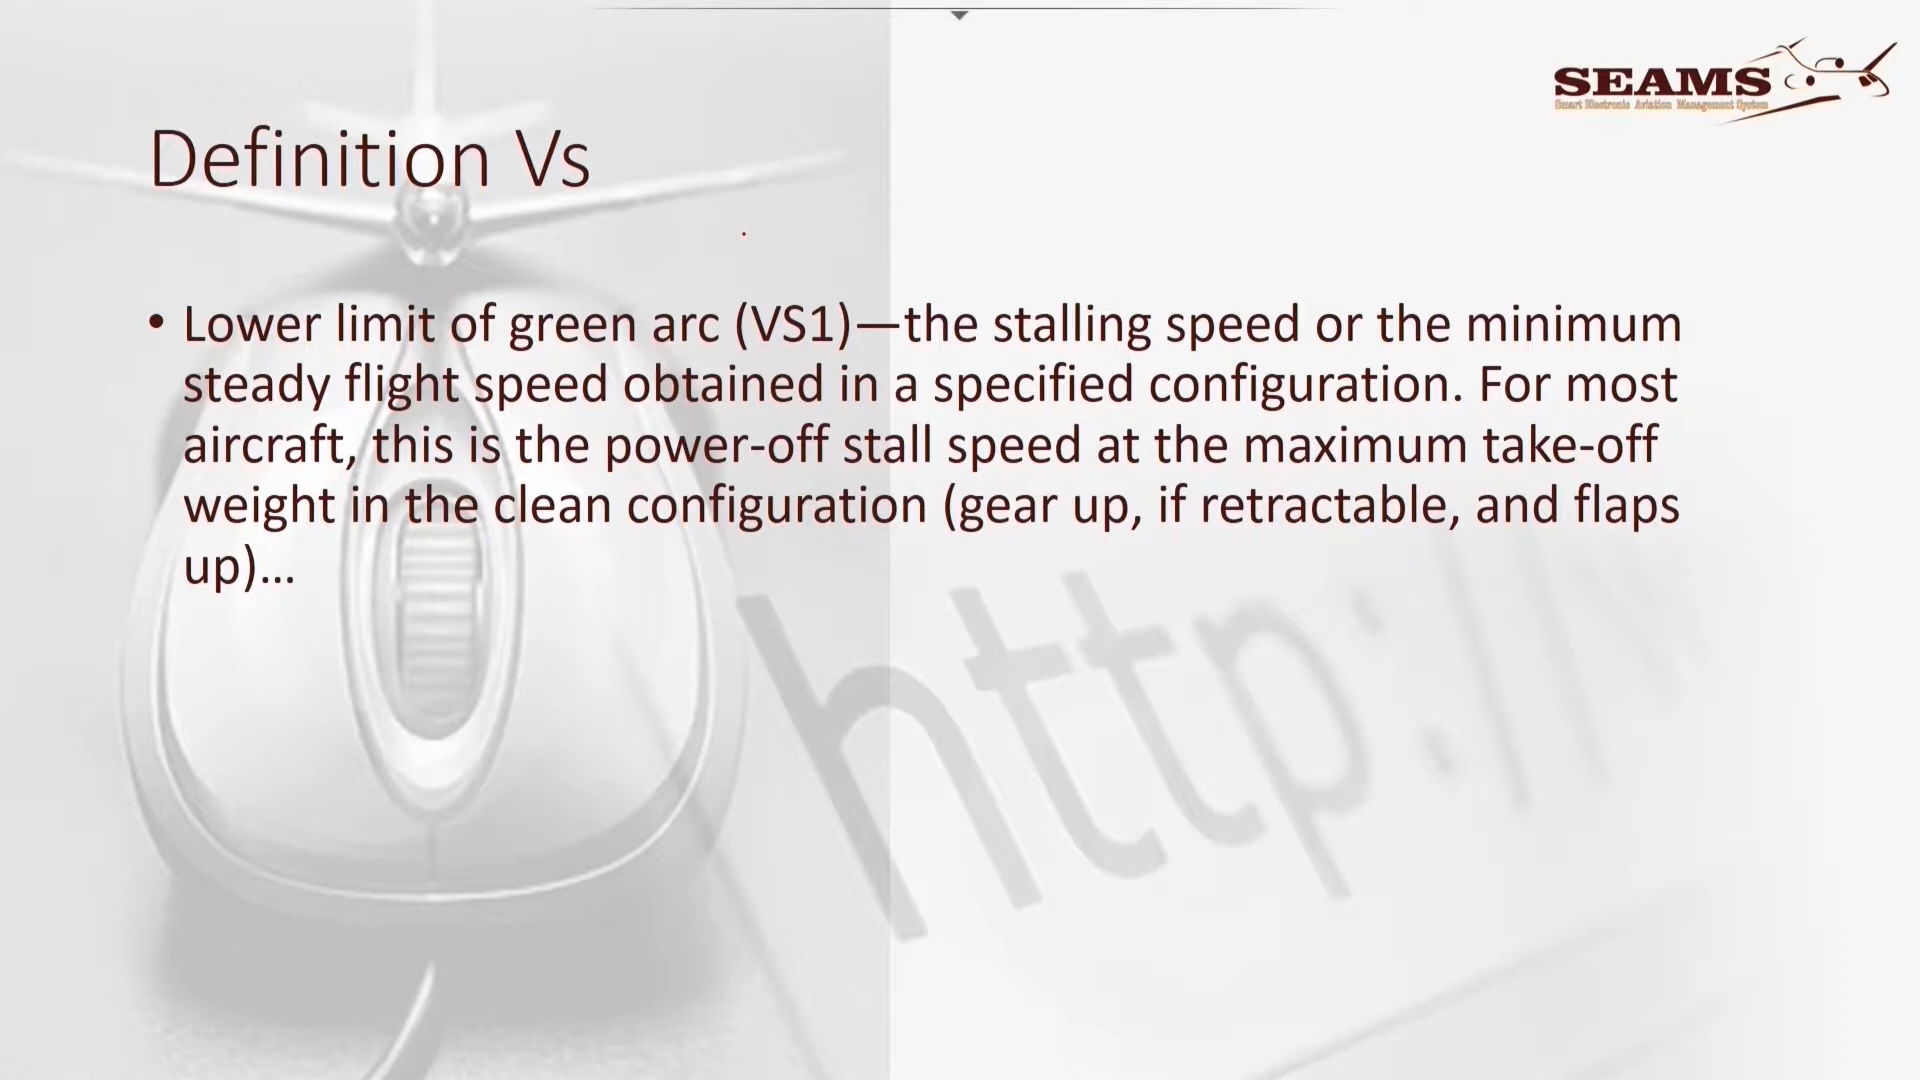 SEAMS
Smart Electronic Aviation Management System
Definition Vs
• Lower limit of green arc (VS1)—the stalling speed or the minimum
steady flight speed obtained in a specified configuration. For most
aircraft, this is the power-off stall speed at the maximum take-off
weight in the clean configuration (gear up, if retractable, and flaps
up)...
http://